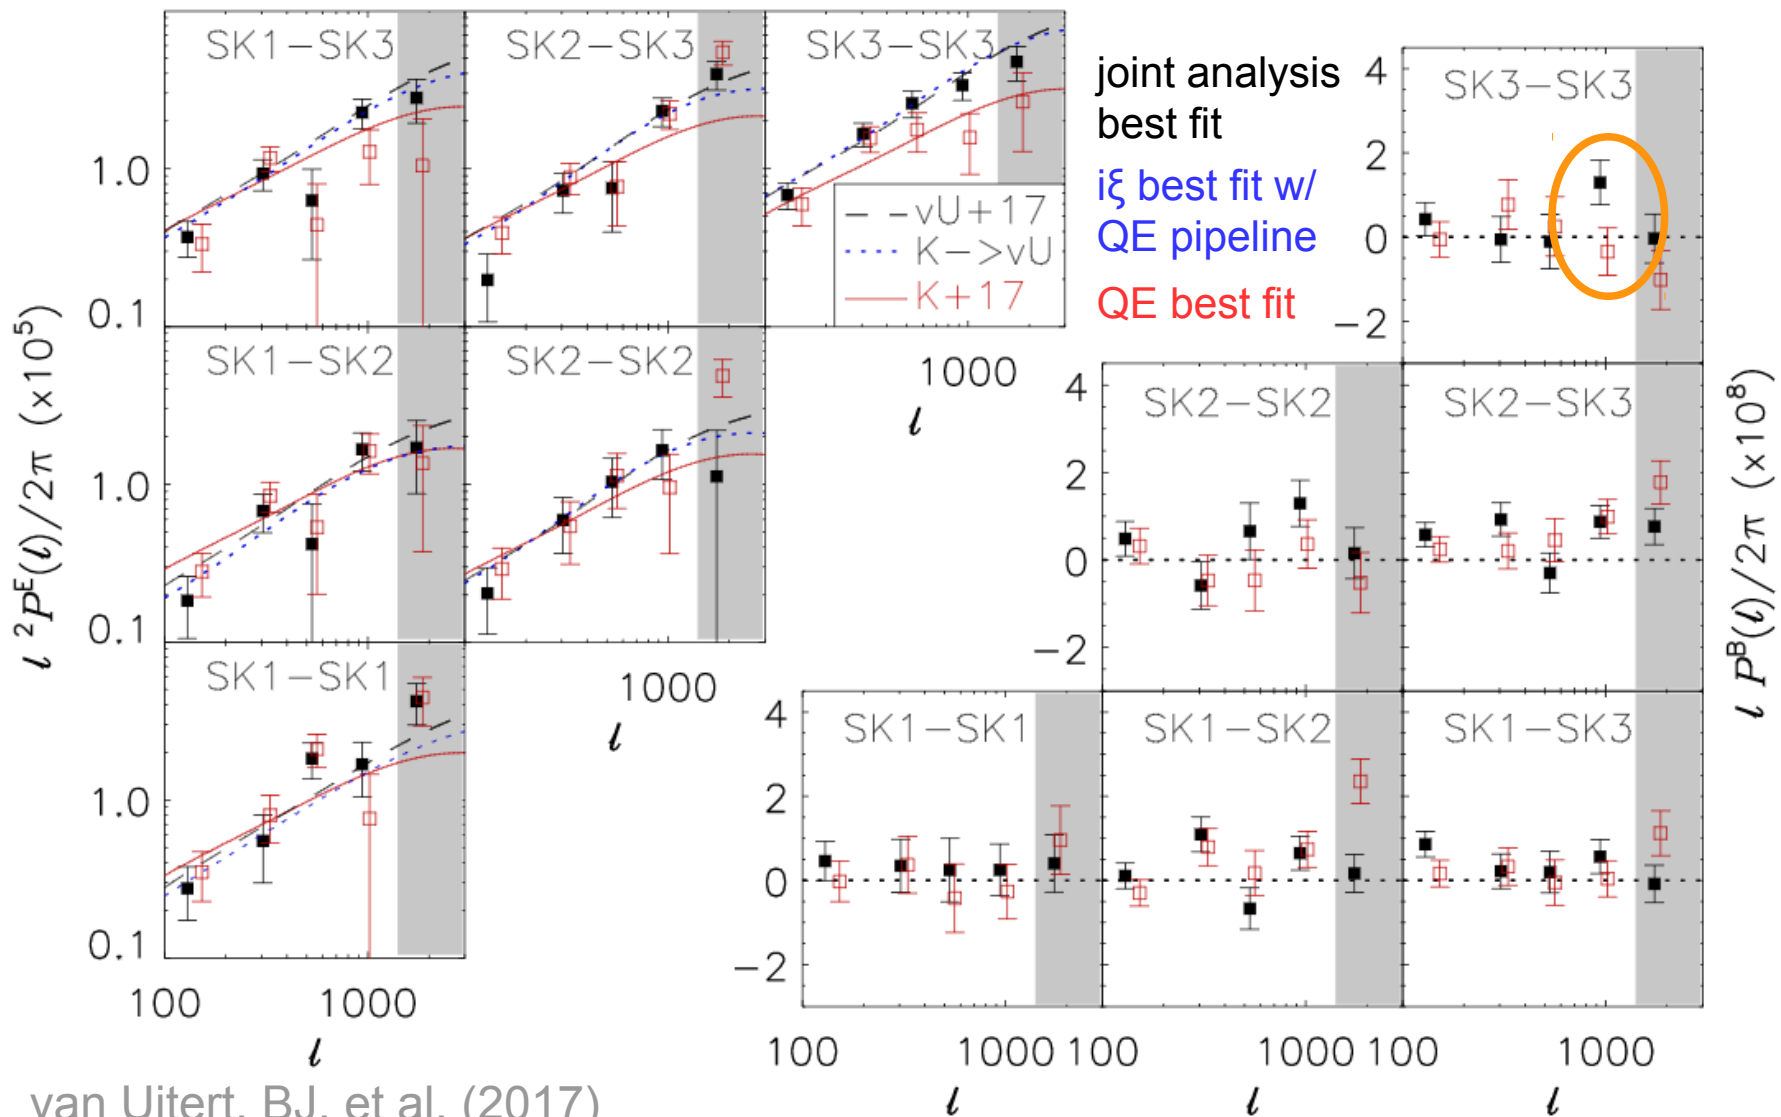 SK1−SK3
SK2−SK3
SK3−SK3
vU+17
K−>vU
K+17
joint analysis
best fit
iξ best fit w/
QE pipeline
QE best fit
SK3−SK3
4
2
0
−2
1.0
0.1
SK1−SK2
SK2−SK2
1000
ℓ
1.0
0.1
SK2−SK2
SK2−SK3
4
2
0
−2
SK1−SK1
1000
ℓ
1.0
0.1
100
1000
ℓ
SK1−SK1
SK1−SK2
SK1−SK3
4
2
0
−2
100
1000
100
1000
100
1000
ℓ
ℓ
ℓ
ℓ²Pᴱ(ℓ)/2π (x10⁵)
ℓ Pᴮ(ℓ)/2π (x10⁸)
van Uitert, BJ, et al. (2017)